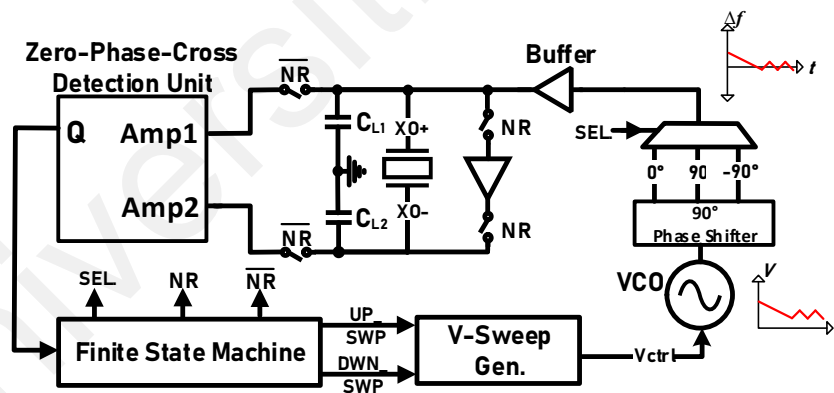 Zero-Phase-Cross
Detection Unit
Q
Amp1
Amp2
NR
NR
C_L1
C_L2
XO+
XO-
NR
NR
Buffer
Δf
t
SEL
0°
90
-90°
90°
Phase Shifter
VCO
V
SEL
NR
NR
Finite State Machine
UP_
SWP
DWN_
SWP
V-Sweep
Gen.
Vctrl